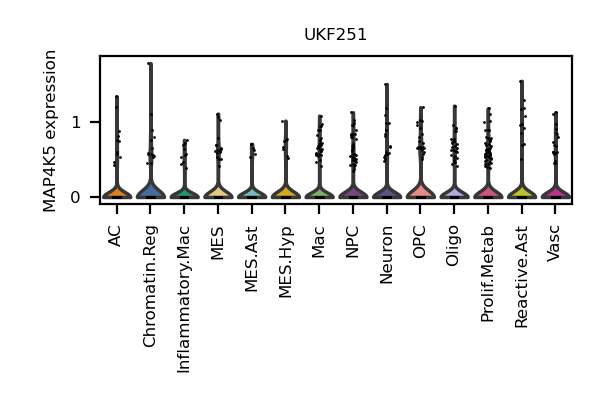 UKF251
MAP4K5 expression
1
0
AC
Chromatin.Reg
Inflammatory.Mac
MES
MES.Ast
MES.Hyp
Mac
NPC
Neuron
OPC
Oligo
Prolif.Metab
Reactive.Ast
Vasc